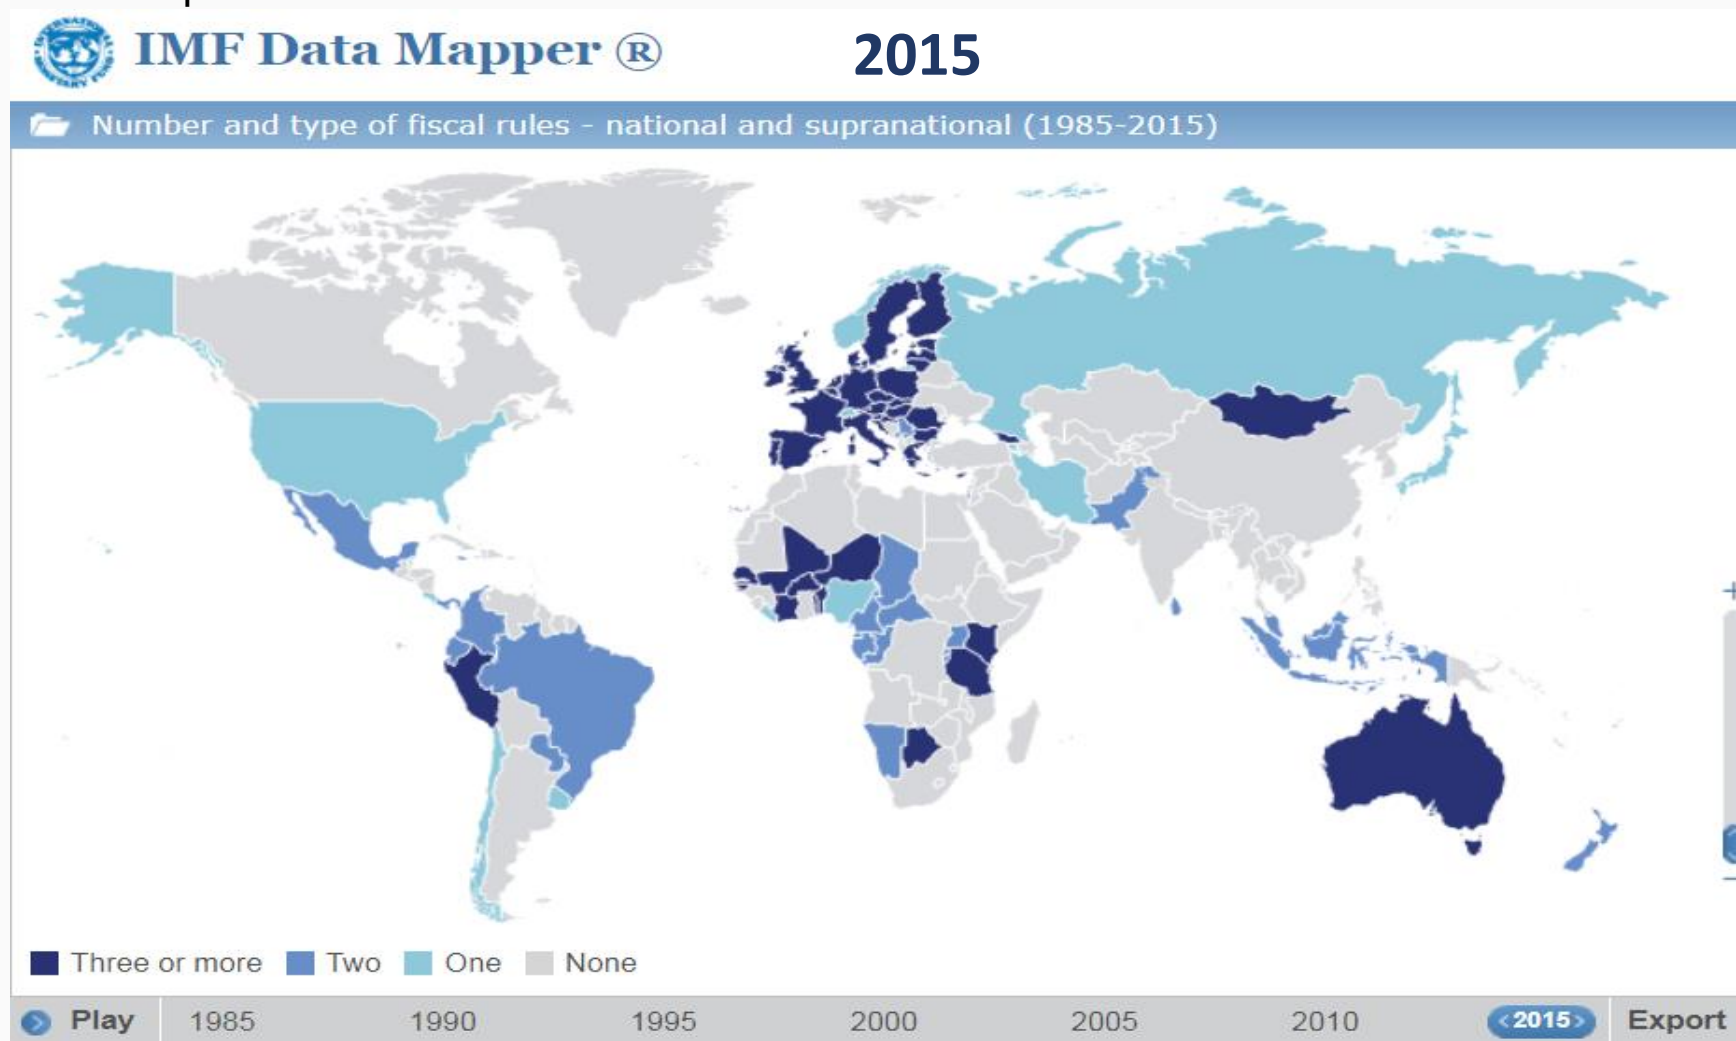 IMF Data Mapper ®
2015
Number and type of fiscal rules - national and supranational (1985-2015)
+
Three or more Two One None
Play 1985 1990 1995 2000 2005 2010 <2015> Export